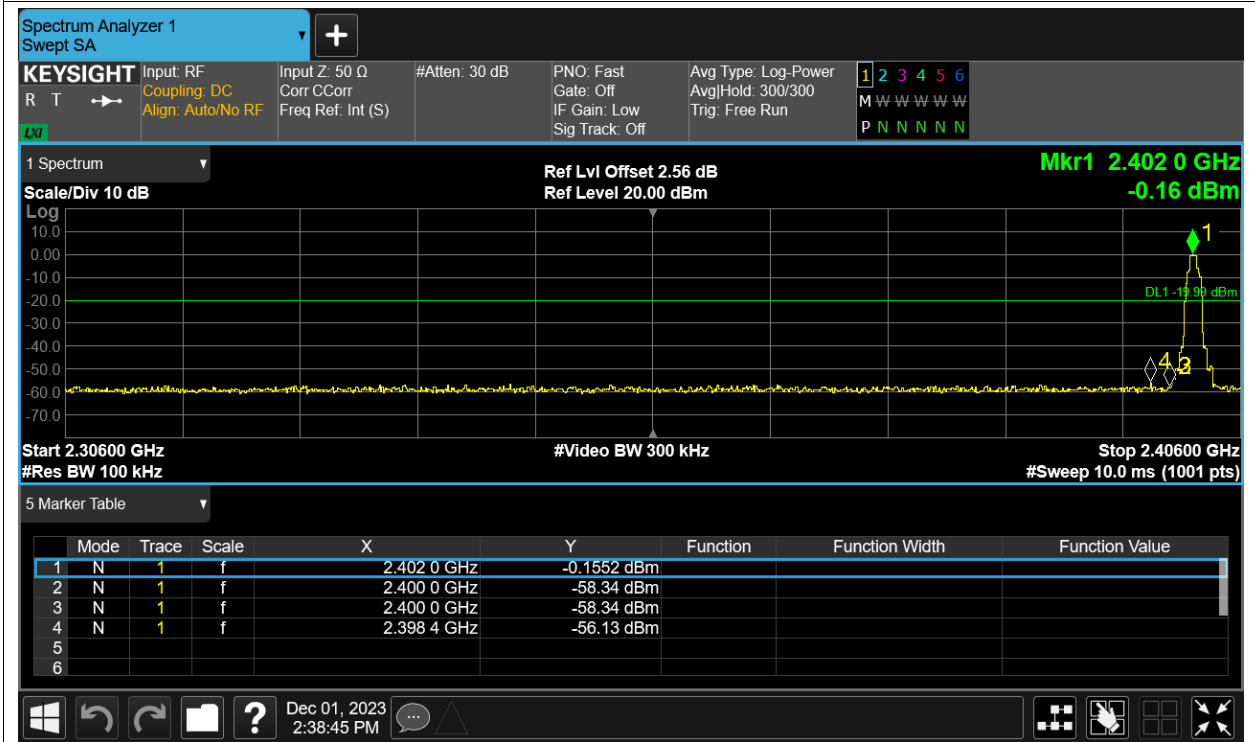 Spectrum Analyzer 1
Swept SA
+
KEYSIGHT Input: RF Input Z: 50 Ω #Atten: 30 dB PNO: Fast Avg Type: Log-Power 1 2 3 4 5 6
R T Coupling: DC Corr CCorr Gate: Off Avg|Hold: 300/300 M W W W W W
Align: Auto/No RF Freq Ref: Int (S) IF Gain: Low Trig: Free Run
LXI Sig Track: Off P N N N N N
1 Spectrum Ref Lvl Offset 2.56 dB Mkr1 2.402 0 GHz
Scale/Div 10 dB Ref Level 20.00 dBm -0.16 dBm
Log
10.0 1
0.00
-10.0
-20.0 DL1 -19.99 dBm
-30.0
-40.0
-50.0 4
-60.0
-70.0
Start 2.30600 GHz #Video BW 300 kHz Stop 2.40600 GHz
#Res BW 100 kHz #Sweep 10.0 ms (1001 pts)
5 Marker Table
Mode Trace Scale X Y Function Function Width Function Value
1 N 1 f 2.402 0 GHz -0.1552 dBm
2 N 1 f 2.400 0 GHz -58.34 dBm
3 N 1 f 2.400 0 GHz -58.34 dBm
4 N 1 f 2.398 4 GHz -56.13 dBm
5
6
? Dec 01, 2023
2:38:45 PM